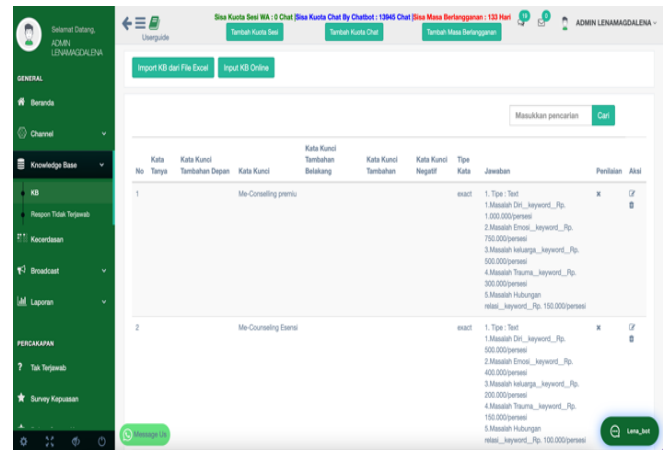 Selamat Datang,
ADMIN
LENAMAGDALENA
GENERAL
Beranda
Channel
Knowledge Base
KB
Respon Tidak Terjawab
Kecerdasan
Broadcast
Laporan
PERCAKAPAN
Tak Terjawab
Survey Kepuasan
Userguide
Sisa Kuota Sesi WA : 0 Chat |Sisa Kuota Chat By Chatbot : 13945 Chat |Sisa Masa Berlangganan : 133 Hari
Tambah Kuota Sesi
Tambah Kuota Chat
Tambah Masa Berlangganan
ADMIN LENAMAGDALENA
Import KB dari File Excel
Input KB Online
Masukkan pencarian
Cari
No
Kata Tanya
Kata Kunci Tambahan Depan
Kata Kunci
Kata Kunci Tambahan Belakang
Kata Kunci Tambahan
Kata Kunci Negatif
Tipe Kata
Jawaban
Penilaian
Aksi
1
Me-Conseling premiu
exact
1. Tipe : Text
1.Masalah Diri__keyword__Rp.
1.000.000/persesi
2.Masalah Emosi__keyword__Rp.
750.000/persesi
3.Masalah keluarga__keyword__Rp.
500.000/persesi
4.Masalah Trauma__keyword__Rp.
300.000/persesi
5.Masalah Hubungan
relasi__keyword__Rp. 150.000/persesi
2
Me-Counseling Esensi
exact
1. Tipe : Text
1.Masalah Diri__keyword__Rp.
500.000/persesi
2.Masalah Emosi__keyword__Rp.
400.000/persesi
3.Masalah keluarga__keyword__Rp.
200.000/persesi
4.Masalah Trauma__keyword__Rp.
150.000/persesi
5.Masalah Hubungan
relasi__keyword__Rp. 100.000/persesi
Message Us
Lena_bot